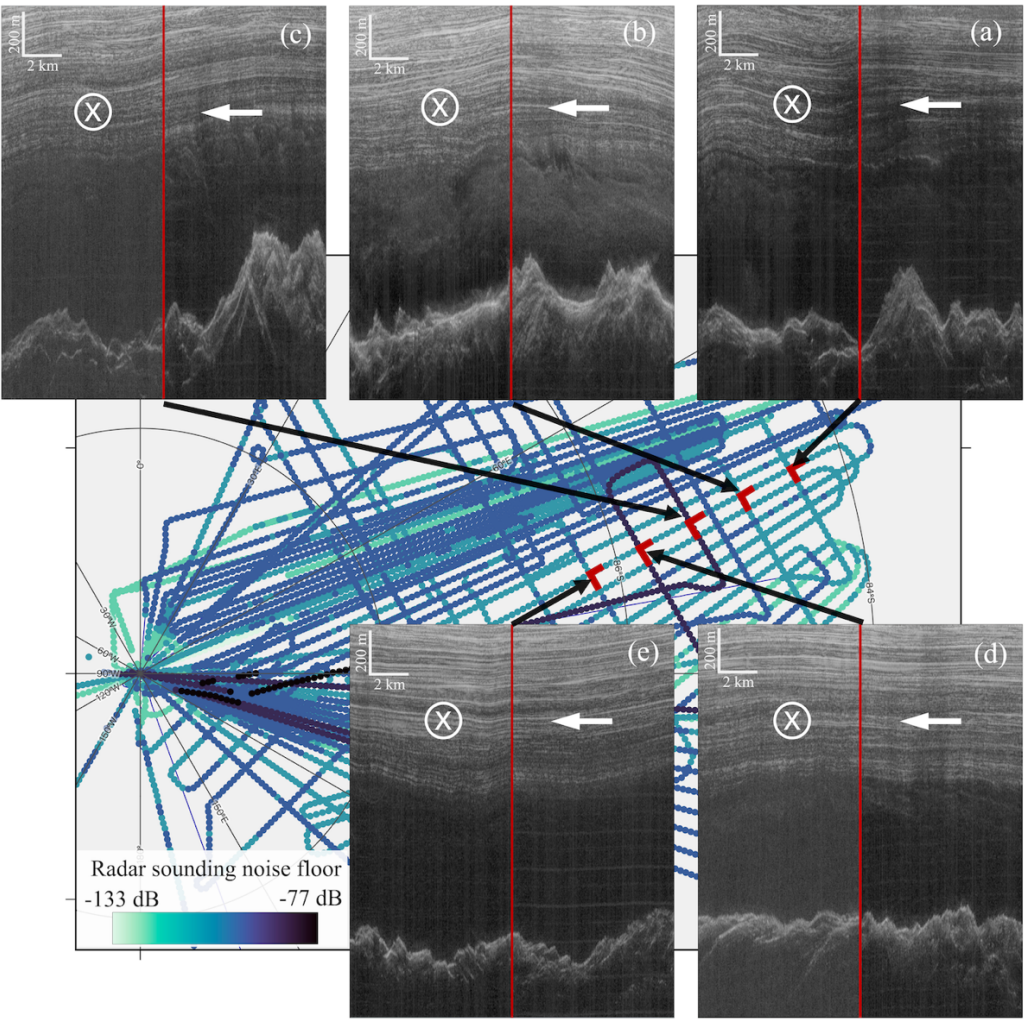 200 m
2 km
(c)
X
200 m
2 km
(b)
X
200 m
2 km
(a)
X
0°
30°E
60°E
86°S
84°S
30°W
60°W
90°W
120°W
150°W
150°E
200 m
2 km
(e)
X
200 m
2 km
(d)
X
Radar sounding noise floor
-133 dB
-77 dB